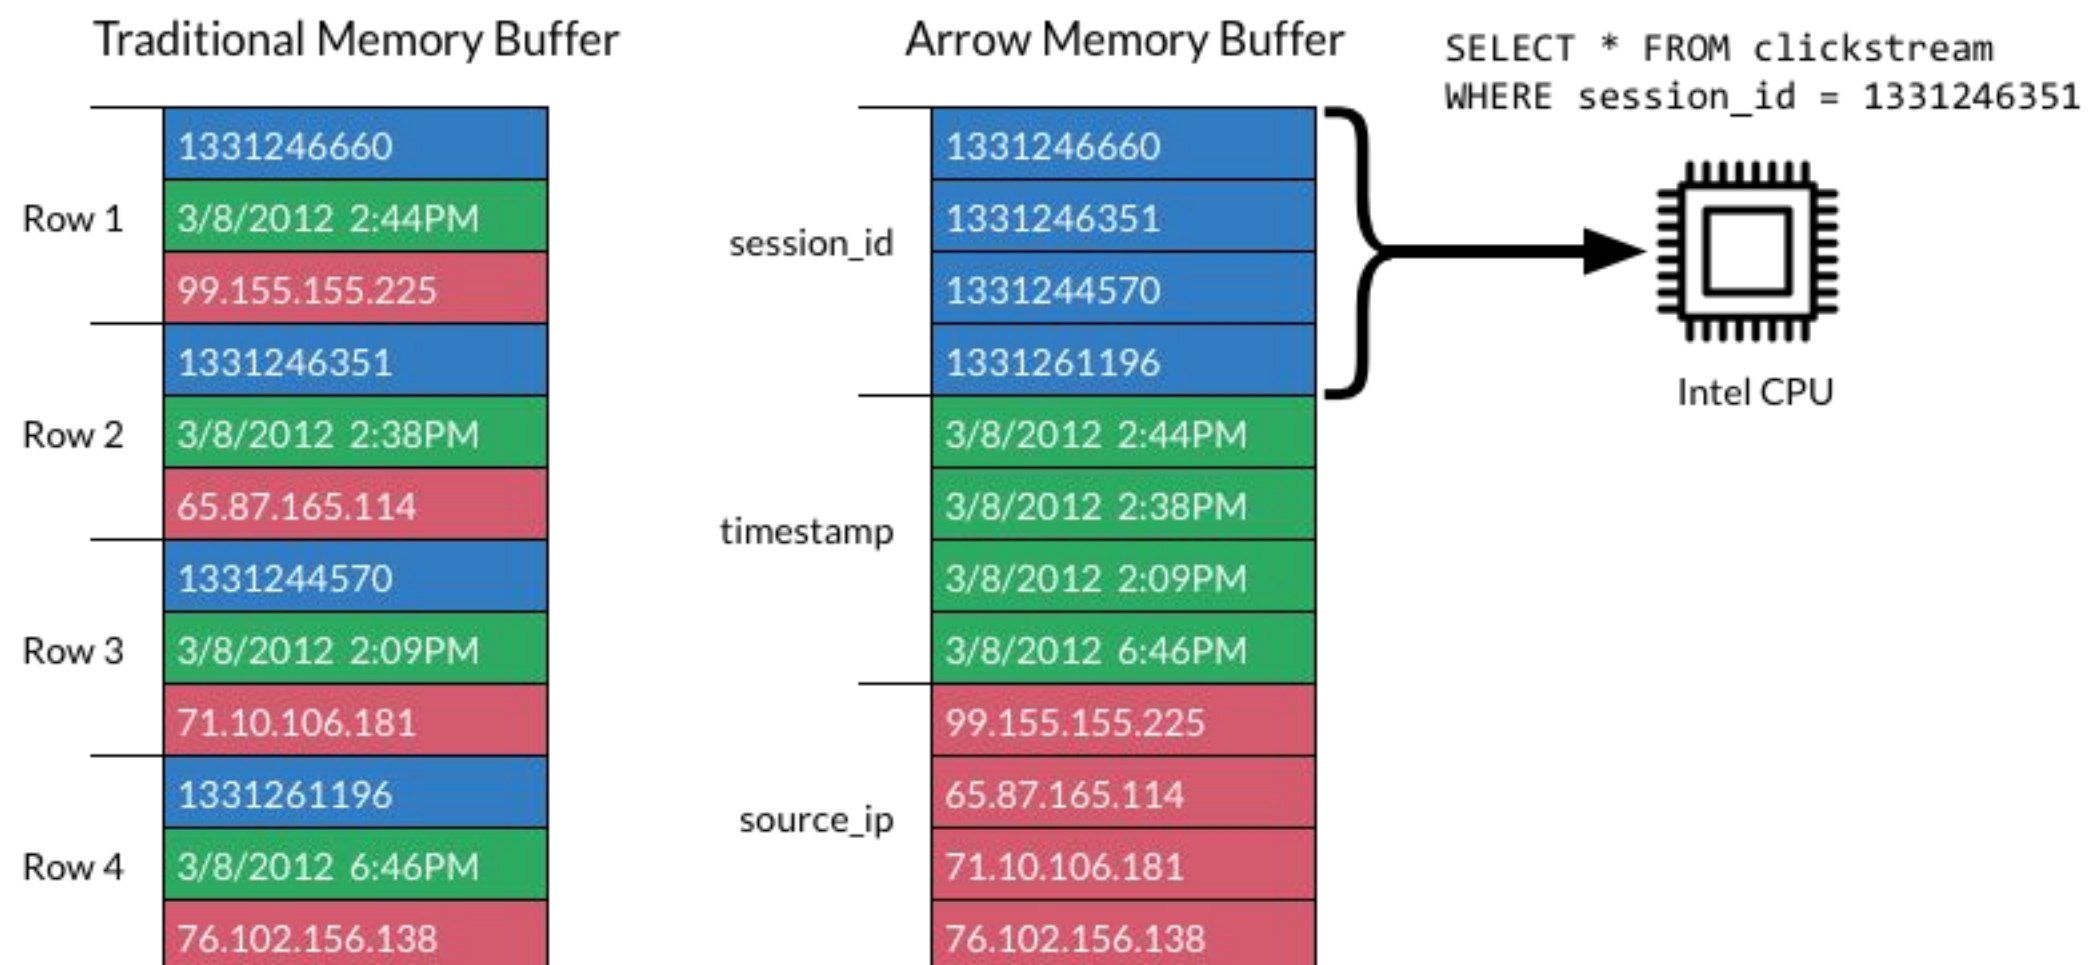 Traditional Memory Buffer
Row 1
1331246660
3/8/2012 2:44PM
99.155.155.225
Row 2
1331246351
3/8/2012 2:38PM
65.87.165.114
Row 3
1331244570
3/8/2012 2:09PM
71.10.106.181
Row 4
1331261196
3/8/2012 6:46PM
76.102.156.138
Arrow Memory Buffer
session_id
1331246660
1331246351
1331244570
1331261196
timestamp
3/8/2012 2:44PM
3/8/2012 2:38PM
3/8/2012 2:09PM
3/8/2012 6:46PM
source_ip
99.155.155.225
65.87.165.114
71.10.106.181
76.102.156.138
SELECT * FROM clickstream
WHERE session_id = 1331246351
Intel CPU